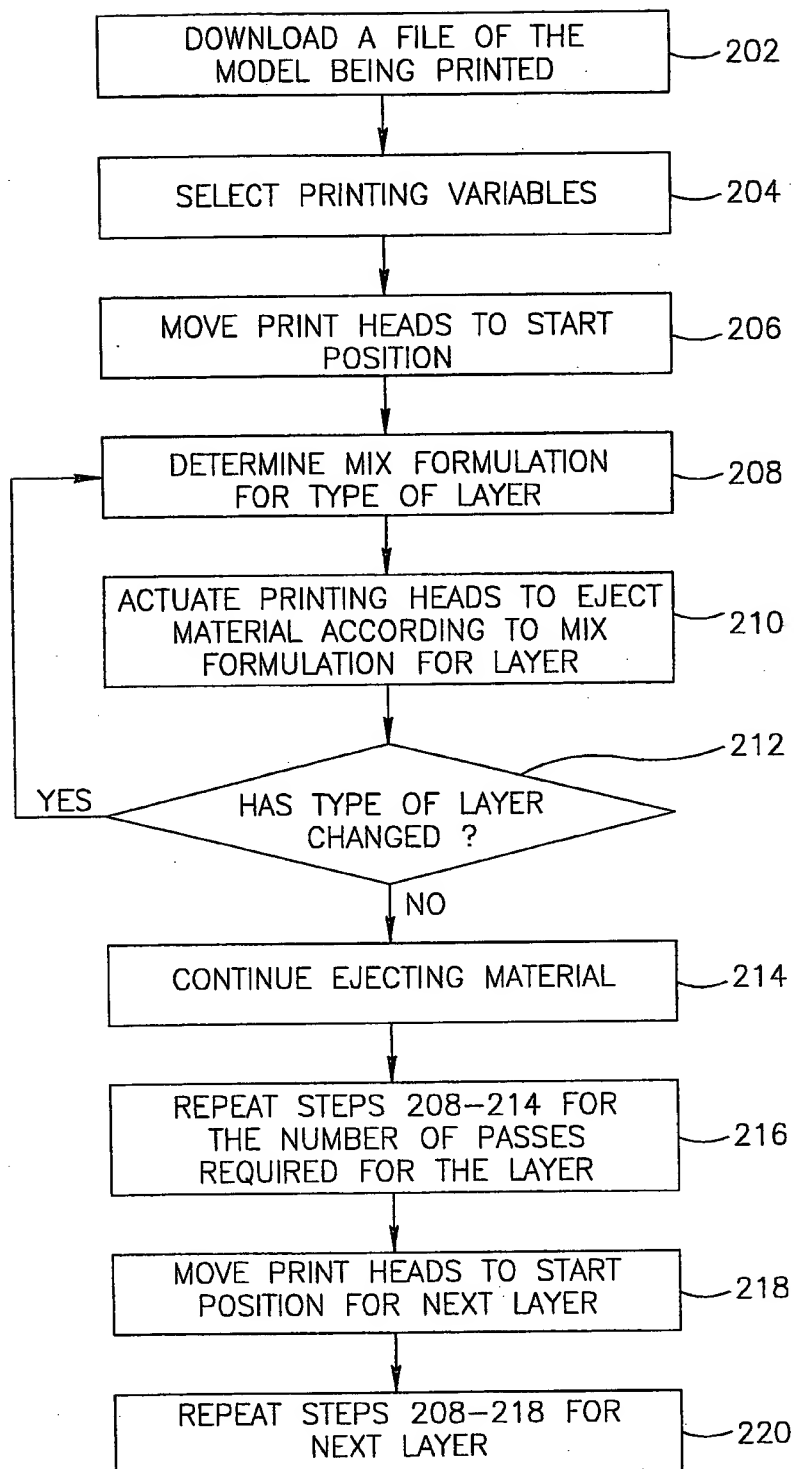 DOWNLOAD A FILE OF THE
MODEL BEING PRINTED
202
SELECT PRINTING VARIABLES
204
MOVE PRINT HEADS TO START
POSITION
206
DETERMINE MIX FORMULATION
FOR TYPE OF LAYER
208
ACTUATE PRINTING HEADS TO EJECT
MATERIAL ACCORDING TO MIX
FORMULATION FOR LAYER
210
212
YES
HAS TYPE OF LAYER
CHANGED ?
NO
CONTINUE EJECTING MATERIAL
214
REPEAT STEPS 208-214 FOR
THE NUMBER OF PASSES
REQUIRED FOR THE LAYER
216
MOVE PRINT HEADS TO START
POSITION FOR NEXT LAYER
218
REPEAT STEPS 208-218 FOR
NEXT LAYER
220